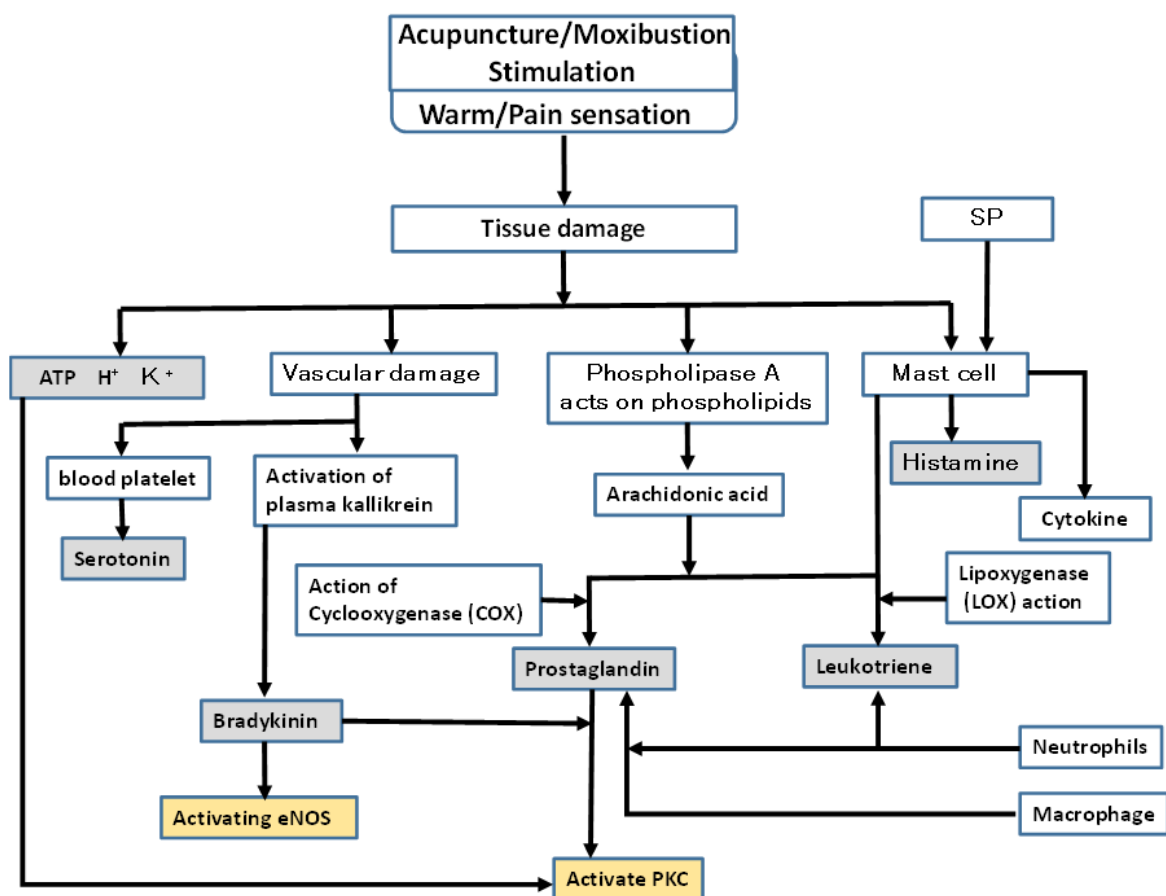 Acupuncture/Moxibustion
Stimulation
Warm/Pain sensation
Tissue damage
SP
ATP H⁺ K⁺
Vascular damage
Phospholipase A
acts on phospholipids
Mast cell
blood platelet
Activation of
plasma kallikrein
Arachidonic acid
Histamine
Cytokine
Serotonin
Action of
Cyclooxygenase (COX)
Lipoxygenase
(LOX) action
Prostaglandin
Leukotriene
Bradykinin
Neutrophils
Activating eNOS
Macrophage
Activate PKC